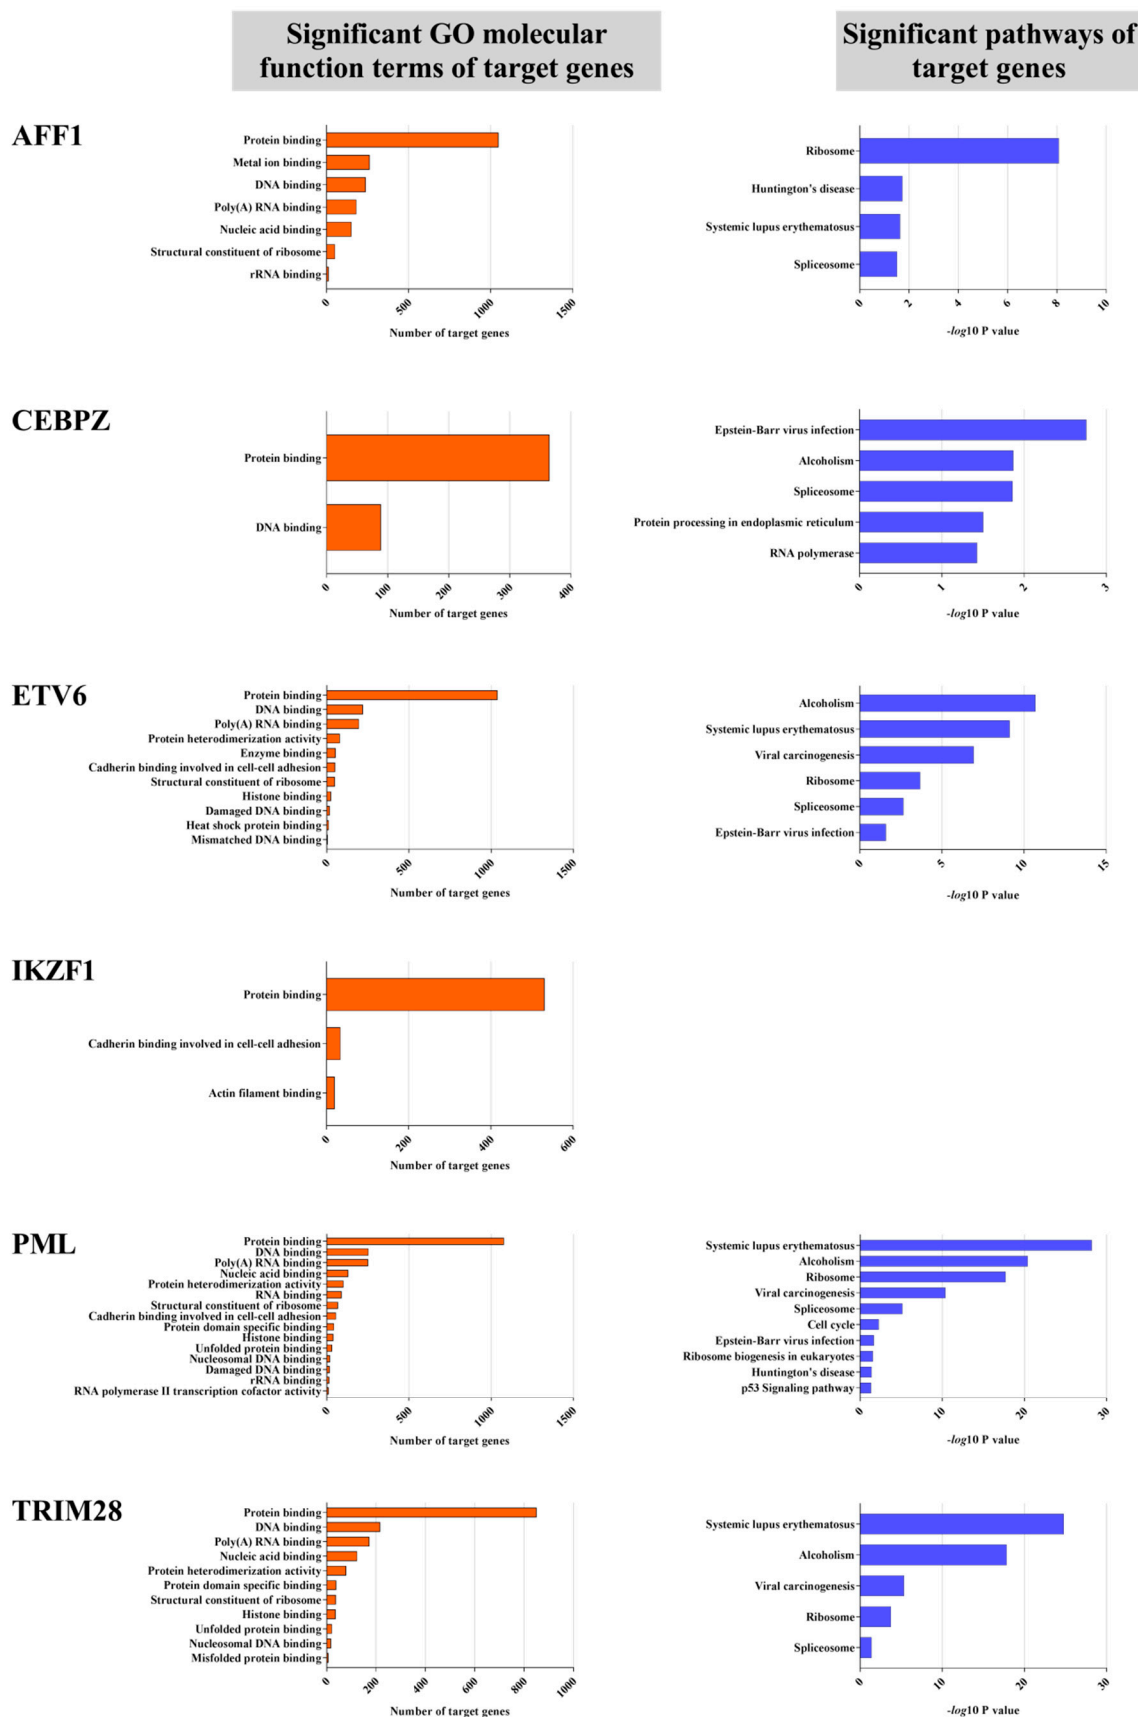 Significant GO molecular
function terms of target genes
Significant pathways of
target genes
AFF1
Protein binding
Metal ion binding
DNA binding
Poly(A) RNA binding
Nucleic acid binding
Structural constituent of ribosome
rRNA binding
0 500 1000 1500
Number of target genes
Ribosome
Huntington's disease
Systemic lupus erythematosus
Spliceosome
0 2 4 6 8 10
-log10 P value
CEBPZ
Protein binding
DNA binding
0 100 200 300 400
Number of target genes
Epstein-Barr virus infection
Alcoholism
Spliceosome
Protein processing in endoplasmic reticulum
RNA polymerase
0 1 2 3
-log10 P value
ETV6
Protein binding
DNA binding
Poly(A) RNA binding
Protein heterodimerization activity
Enzyme binding
Cadherin binding involved in cell-cell adhesion
Structural constituent of ribosome
Histone binding
Damaged DNA binding
Heat shock protein binding
Mismatched DNA binding
0 500 1000 1500
Number of target genes
Alcoholism
Systemic lupus erythematosus
Viral carcinogenesis
Ribosome
Spliceosome
Epstein-Barr virus infection
0 5 10 15
-log10 P value
IKZF1
Protein binding
Cadherin binding involved in cell-cell adhesion
Actin filament binding
0 200 400 600
Number of target genes
PML
Protein binding
DNA binding
Poly(A) RNA binding
Nucleic acid binding
Protein heterodimerization activity
RNA binding
Structural constituent of ribosome
Cadherin binding involved in cell-cell adhesion
Protein domain specific binding
Histone binding
Unfolded protein binding
Nucleosomal DNA binding
Damaged DNA binding
rRNA binding
RNA polymerase II transcription cofactor activity
0 500 1000 1500
Number of target genes
Systemic lupus erythematosus
Alcoholism
Ribosome
Viral carcinogenesis
Spliceosome
Cell cycle
Epstein-Barr virus infection
Ribosome biogenesis in eukaryotes
Huntington's disease
p53 Signaling pathway
0 10 20 30
-log10 P value
TRIM28
Protein binding
DNA binding
Poly(A) RNA binding
Nucleic acid binding
Protein heterodimerization activity
Protein domain specific binding
Structural constituent of ribosome
Histone binding
Unfolded protein binding
Nucleosomal DNA binding
Misfolded protein binding
0 200 400 600 800 1000
Number of target genes
Systemic lupus erythematosus
Alcoholism
Viral carcinogenesis
Ribosome
Spliceosome
0 10 20 30
-log10 P value